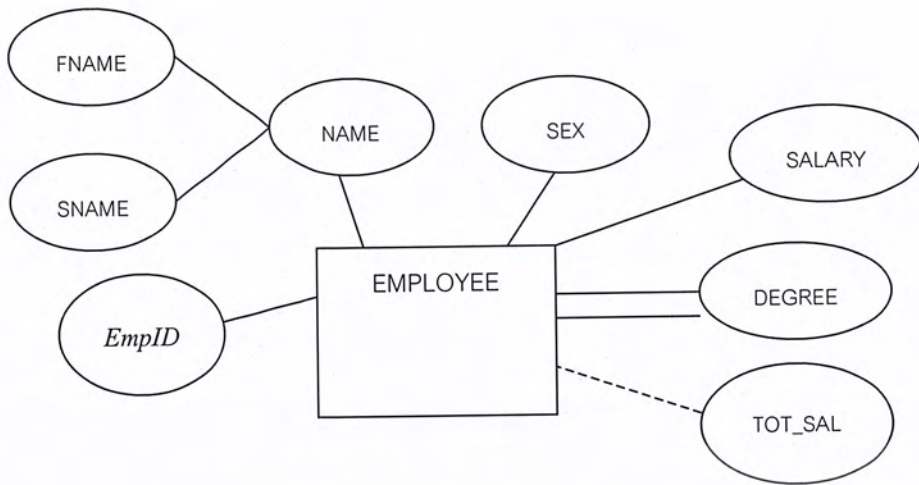 FNAME
NAME
SEX
SALARY
SNAME
EMPLOYEE
DEGREE
EmpID
TOT_SAL